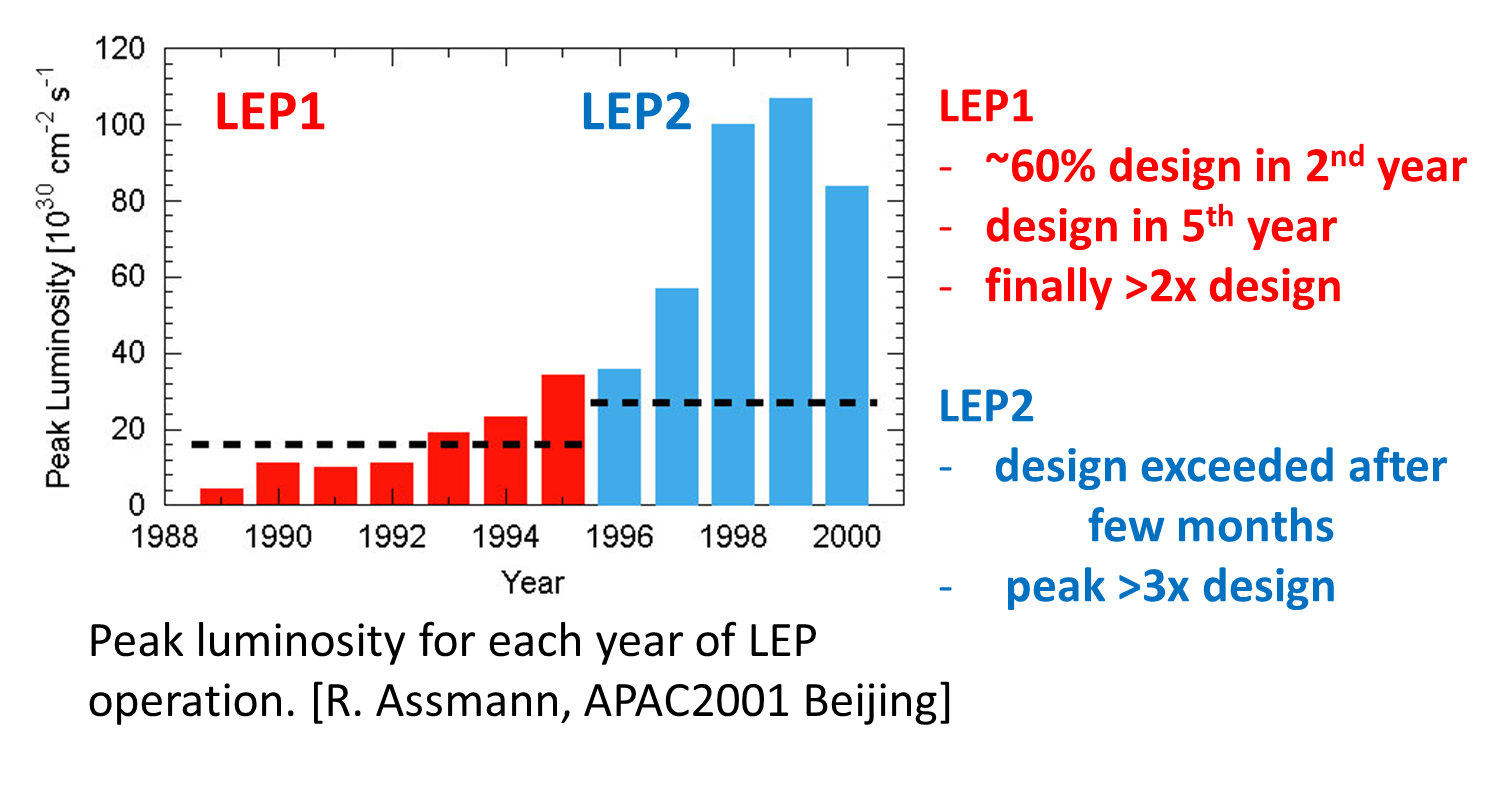 120
100
80
60
40
20
0
Peak Luminosity [10³⁰ cm⁻² s⁻¹]
LEP1
LEP2
1988 1990 1992 1994 1996 1998 2000
Year
LEP1
- ~60% design in 2ⁿᵈ year
- design in 5ᵗʰ year
- finally >2x design
LEP2
- design exceeded after
few months
- peak >3x design
Peak luminosity for each year of LEP
operation. [R. Assmann, APAC2001 Beijing]